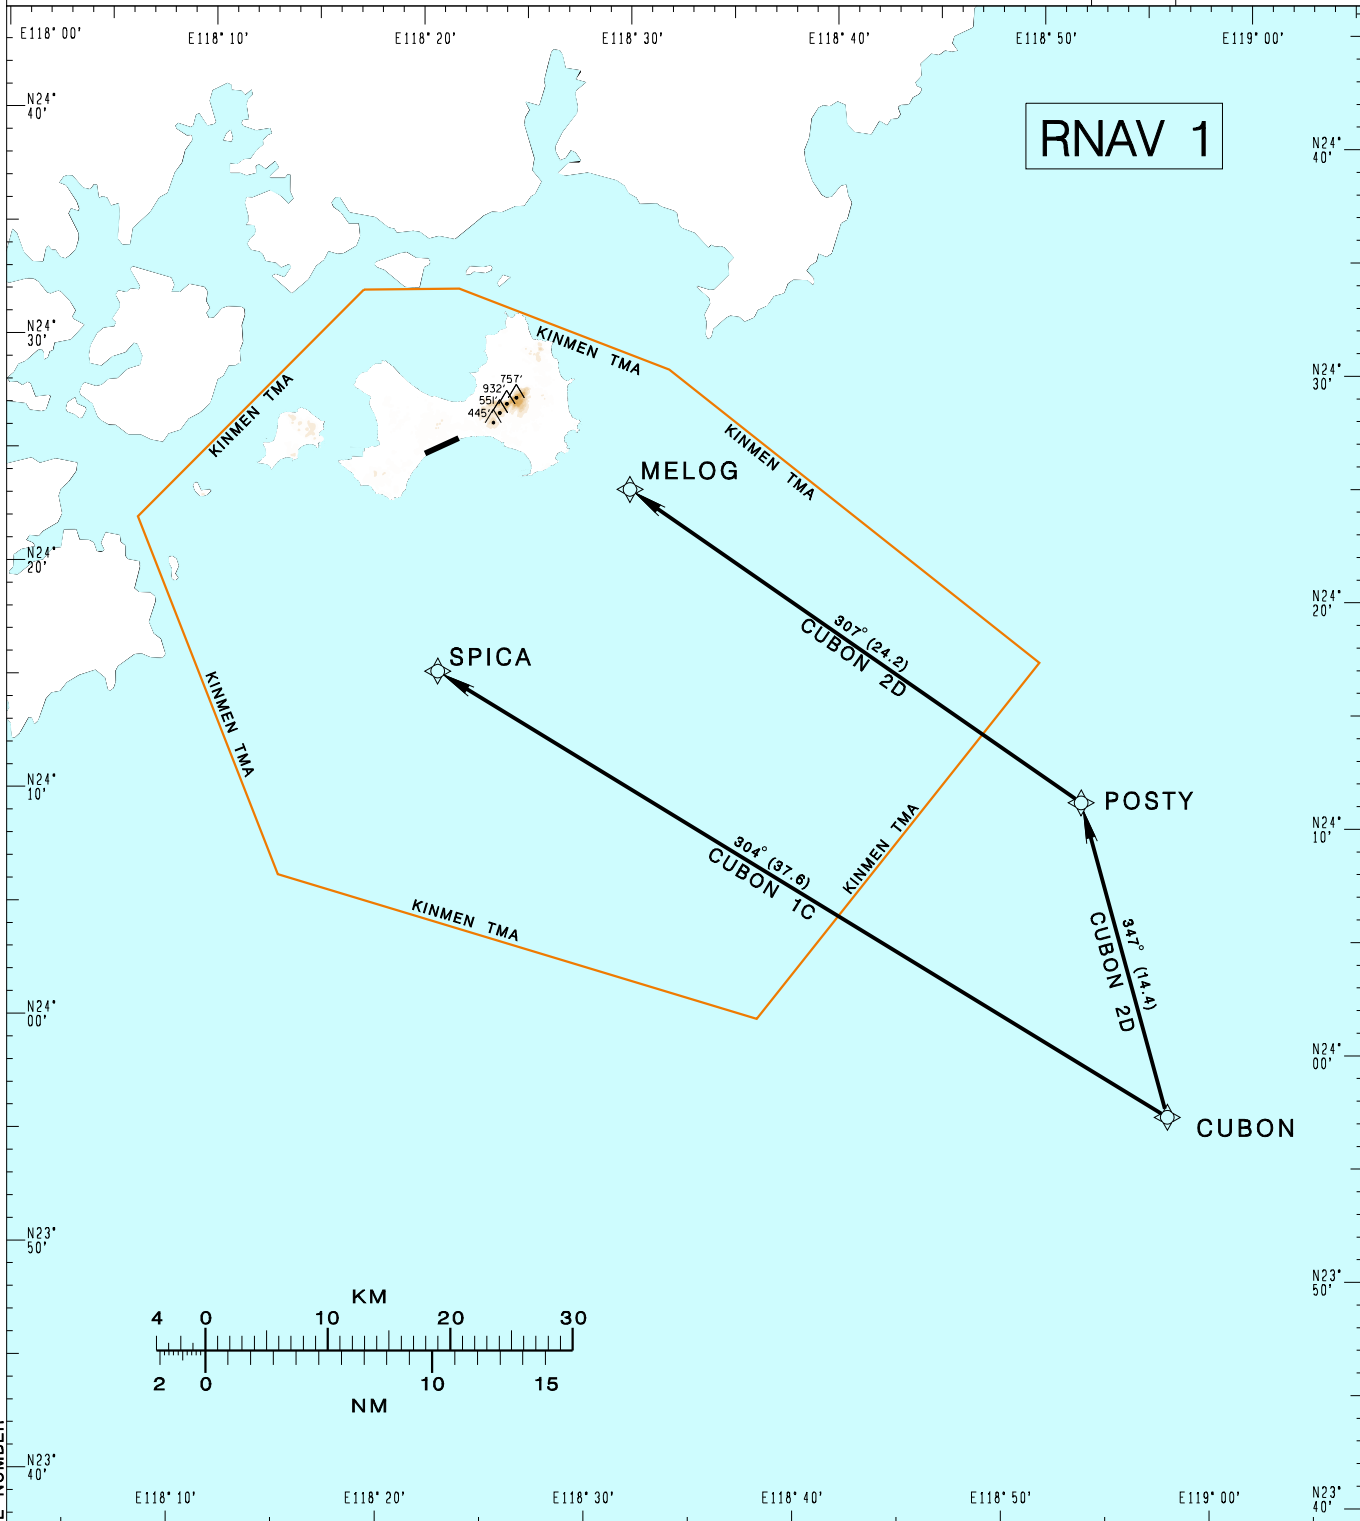 E118° 00'
E118° 10'
E118° 20'
E118° 30'
E118° 40'
E118° 50'
E119° 00'
N24°
40'
RNAV 1
N24°
40'
N24°
30'
KINMEN TMA
N24°
30'
757'
932'
551'
445'
KINMEN TMA
KINMEN TMA
MELOG
N24°
20'
N24°
20'
307° (24.2)
CUBON 2D
SPICA
KINMEN TMA
N24°
10'
POSTY
N24°
10'
KINMEN TMA
304° (37.6)
CUBON 1C
KINMEN TMA
347° (14.4)
CUBON 2D
N24°
00'
N24°
00'
CUBON
N23°
50'
N23°
50'
KM
4 0 10 20 30
2 0 10 15
NM
N23°
40'
N23°
40'
E118° 10'
E118° 20'
E118° 30'
E118° 40'
E118° 50'
E119° 00'